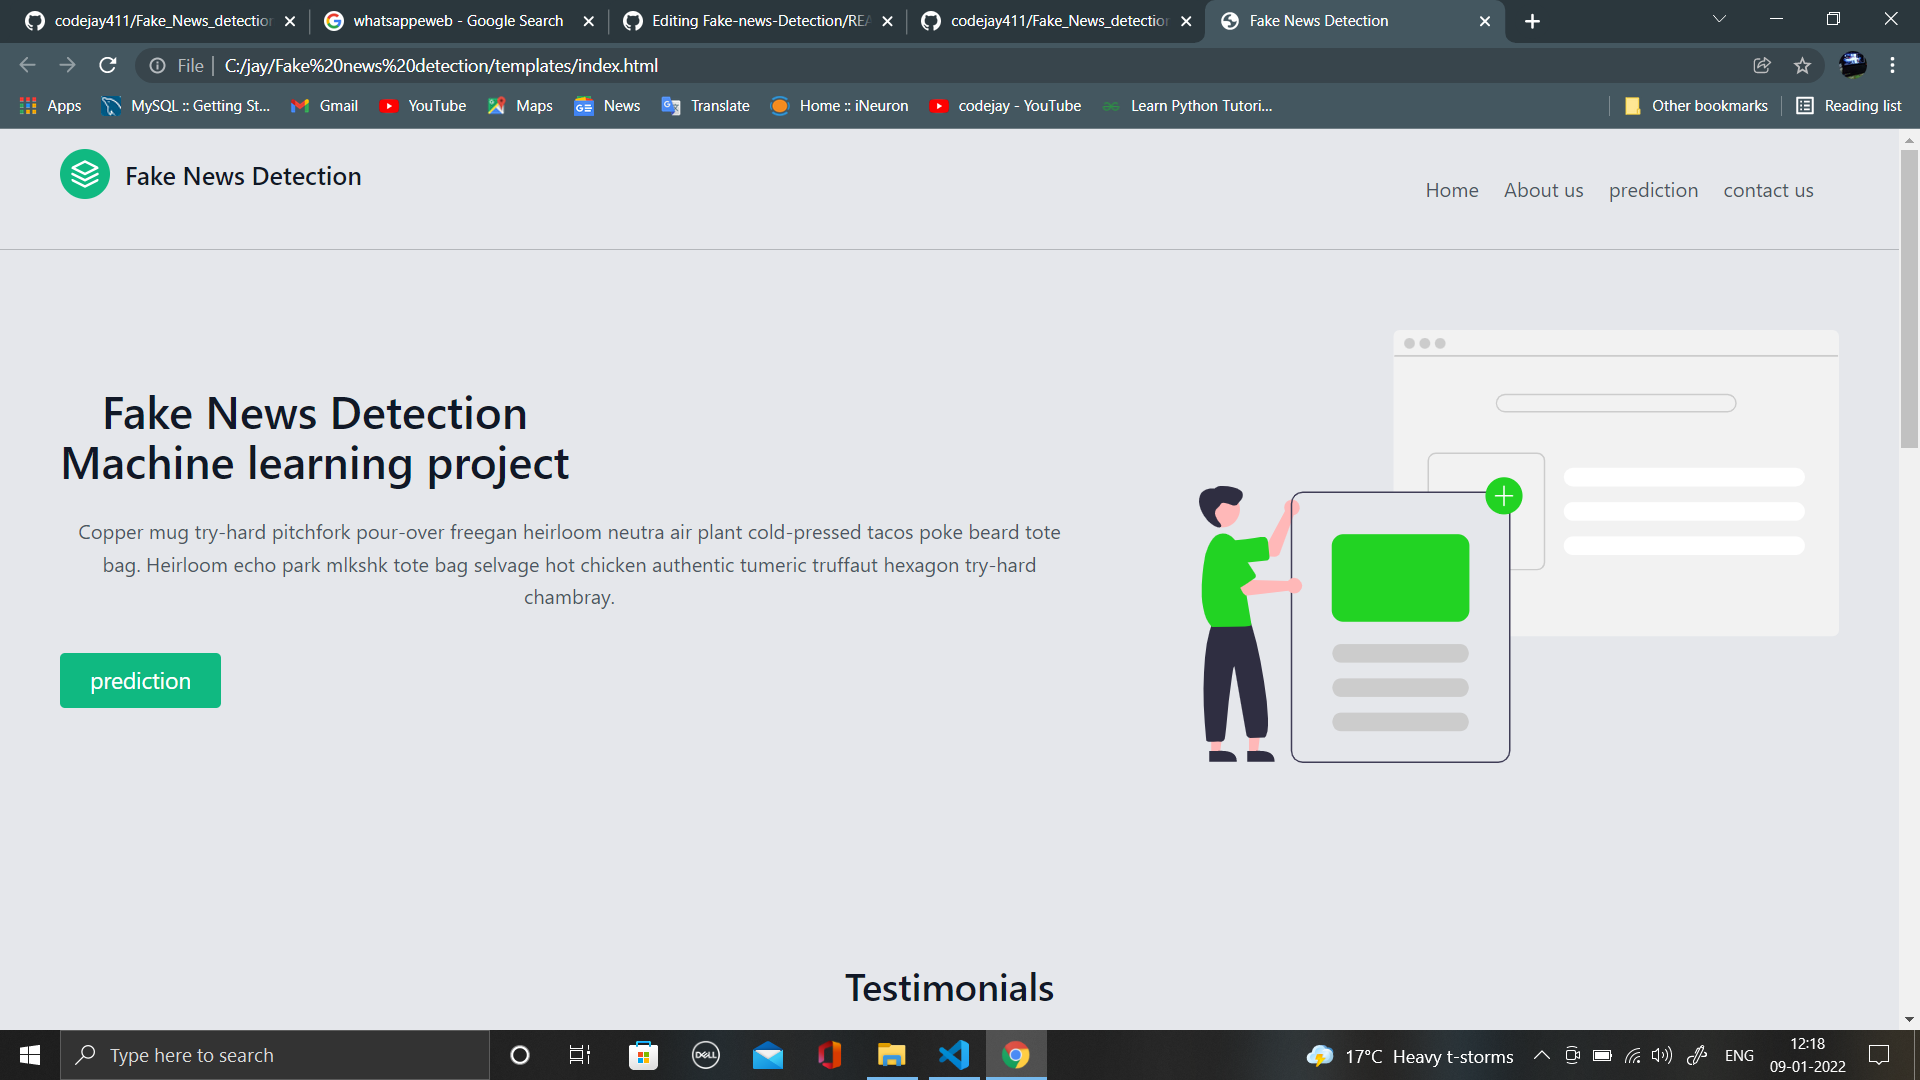 codejay411/Fake_News_detection
whatsappeweb - Google Search
Editing Fake-news-Detection/REA
codejay411/Fake_News_detection
Fake News Detection
File
C:/jay/Fake%20news%20detection/templates/index.html
Apps
MySQL :: Getting St...
Gmail
YouTube
Maps
News
Translate
Home :: iNeuron
codejay - YouTube
Learn Python Tutori...
Other bookmarks
Reading list
Fake News Detection
Home
About us
prediction
contact us
Fake News Detection
Machine learning project
Copper mug try-hard pitchfork pour-over freegan heirloom neutra air plant cold-pressed tacos poke beard tote
bag. Heirloom echo park mlkshk tote bag selvage hot chicken authentic tumeric truffaut hexagon try-hard
chambray.
prediction
Testimonials
Type here to search
DELL
17°C Heavy t-storms
ENG
12:18
09-01-2022